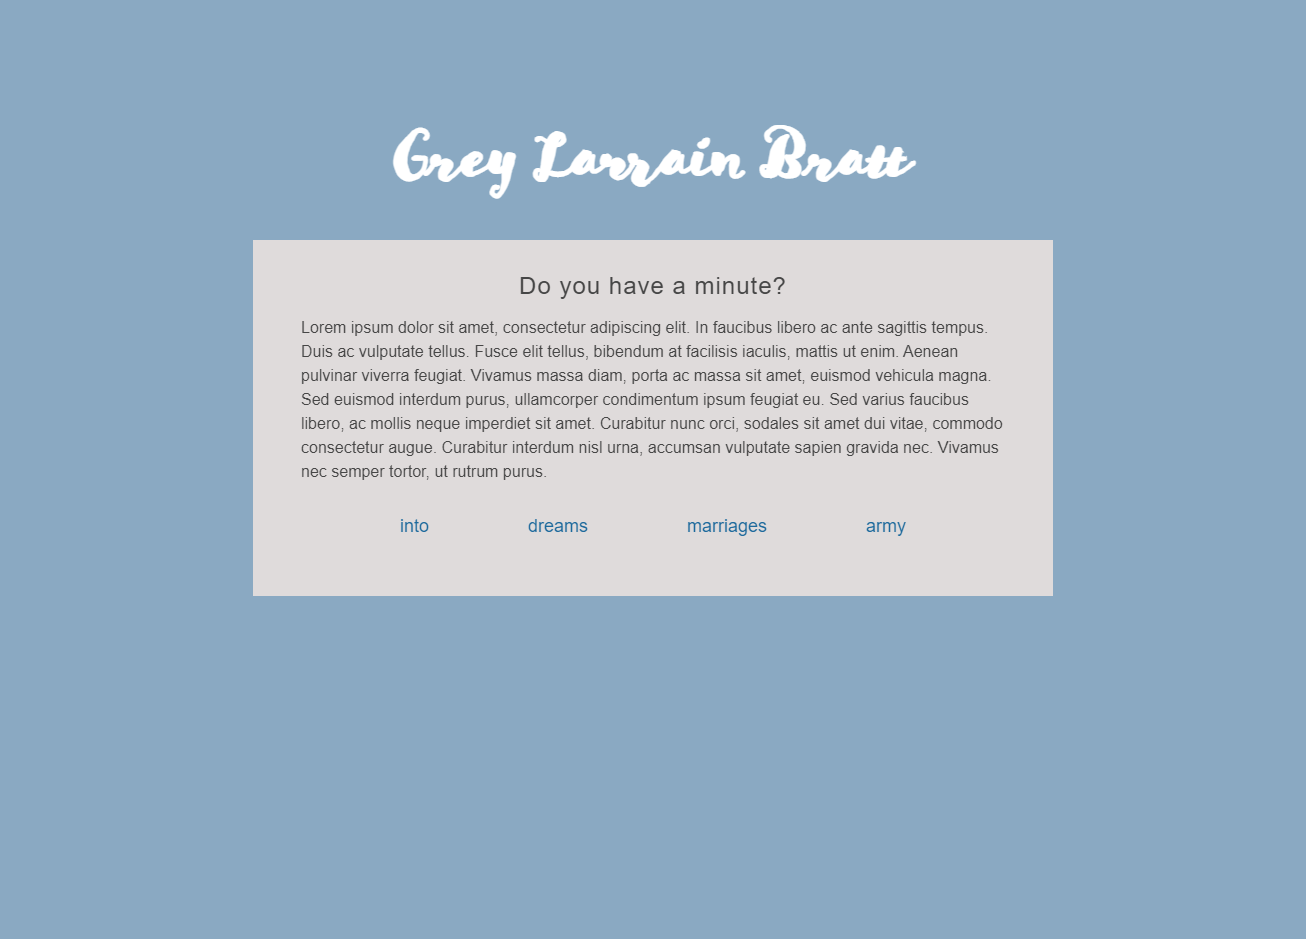 Grey Larrain Bratt
Do you have a minute?
Lorem ipsum dolor sit amet, consectetur adipiscing elit. In faucibus libero ac ante sagittis tempus.
Duis ac vulputate tellus. Fusce elit tellus, bibendum at facilisis iaculis, mattis ut enim. Aenean
pulvinar viverra feugiat. Vivamus massa diam, porta ac massa sit amet, euismod vehicula magna.
Sed euismod interdum purus, ullamcorper condimentum ipsum feugiat eu. Sed varius faucibus
libero, ac mollis neque imperdiet sit amet. Curabitur nunc orci, sodales sit amet dui vitae, commodo
consectetur augue. Curabitur interdum nisl urna, accumsan vulputate sapien gravida nec. Vivamus
nec semper tortor, ut rutrum purus.
into dreams marriages army